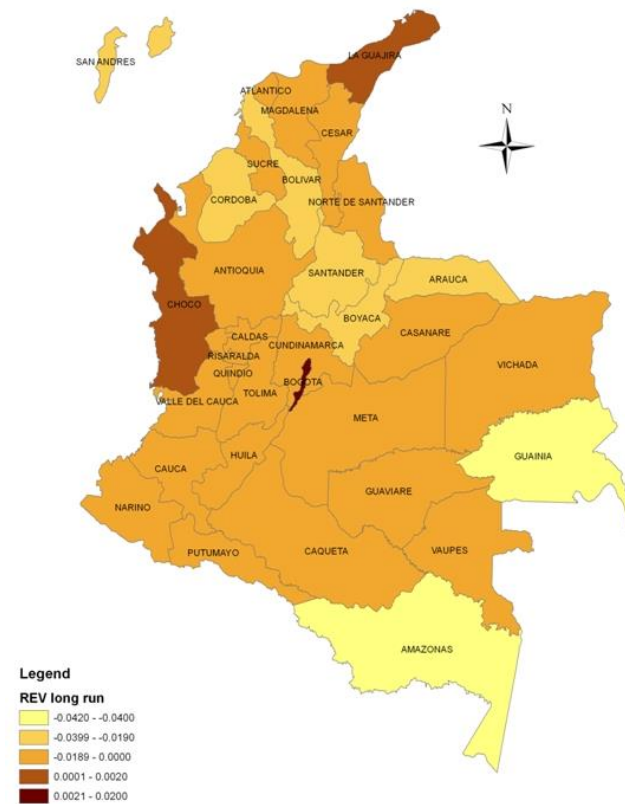 LA GUAJIRA
SAN ANDRES
ATLANTICO
MAGDALENA
N
CESAR
SUCRE
BOLIVAR
CORDOBA
NORTE DE SANTANDER
ANTIOQUIA
SANTANDER
ARAUCA
CHOCO
BOYACA
CALDAS
CUNDINAMARCA
CASANARE
RISARALDA
VICHADA
QUINDIO
BOGOTA
TOLIMA
VALLE DEL CAUCA
META
GUAINIA
HUILA
CAUCA
GUAVIARE
NARINO
VAUPES
PUTUMAYO
CAQUETA
AMAZONAS
Legend
REV long run
-0.0420 - -0.0400
-0.0399 - -0.0190
-0.0189 - 0.0000
0.0001 - 0.0020
0.0021 - 0.0200